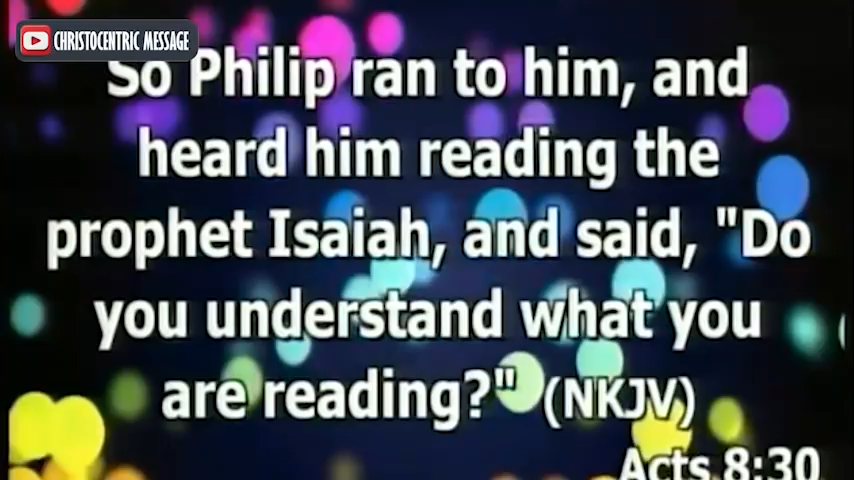 CHRISTOCENTRIC MESSAGE
So Philip ran to him, and
heard him reading the
prophet Isaiah, and said, "Do
you understand what you
are reading?" (NKJV)
Acts 8:30